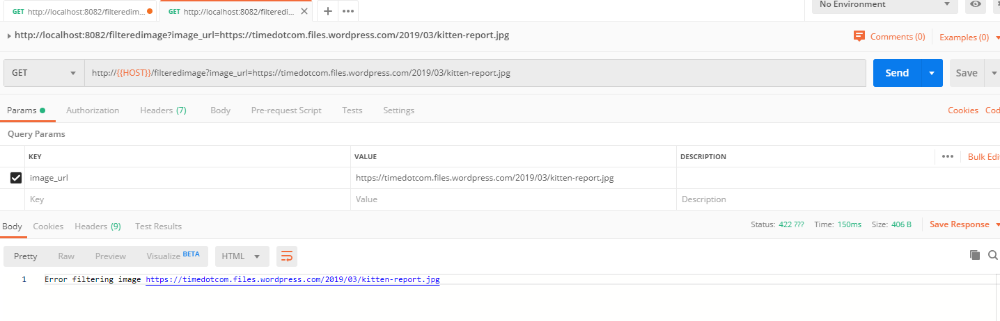 GET http://localhost:8082/filteredim... GET http://localhost:8082/filteredi... No Environment
http://localhost:8082/filteredimage?image_url=https://timedotcom.files.wordpress.com/2019/03/kitten-report.jpg Comments (0) Examples (0)
GET http://{{HOST}}/filteredimage?image_url=https://timedotcom.files.wordpress.com/2019/03/kitten-report.jpg Send Save
Params Authorization Headers (7) Body Pre-request Script Tests Settings Cookies Cod
Query Params
KEY VALUE DESCRIPTION Bulk Edi
image_url https://timedotcom.files.wordpress.com/2019/03/kitten-report.jpg
Key Value Description
Body Cookies Headers (9) Test Results Status: 422 ??? Time: 150ms Size: 406 B Save Response
Pretty Raw Preview Visualize BETA HTML
1 Error filtering image https://timedotcom.files.wordpress.com/2019/03/kitten-report.jpg